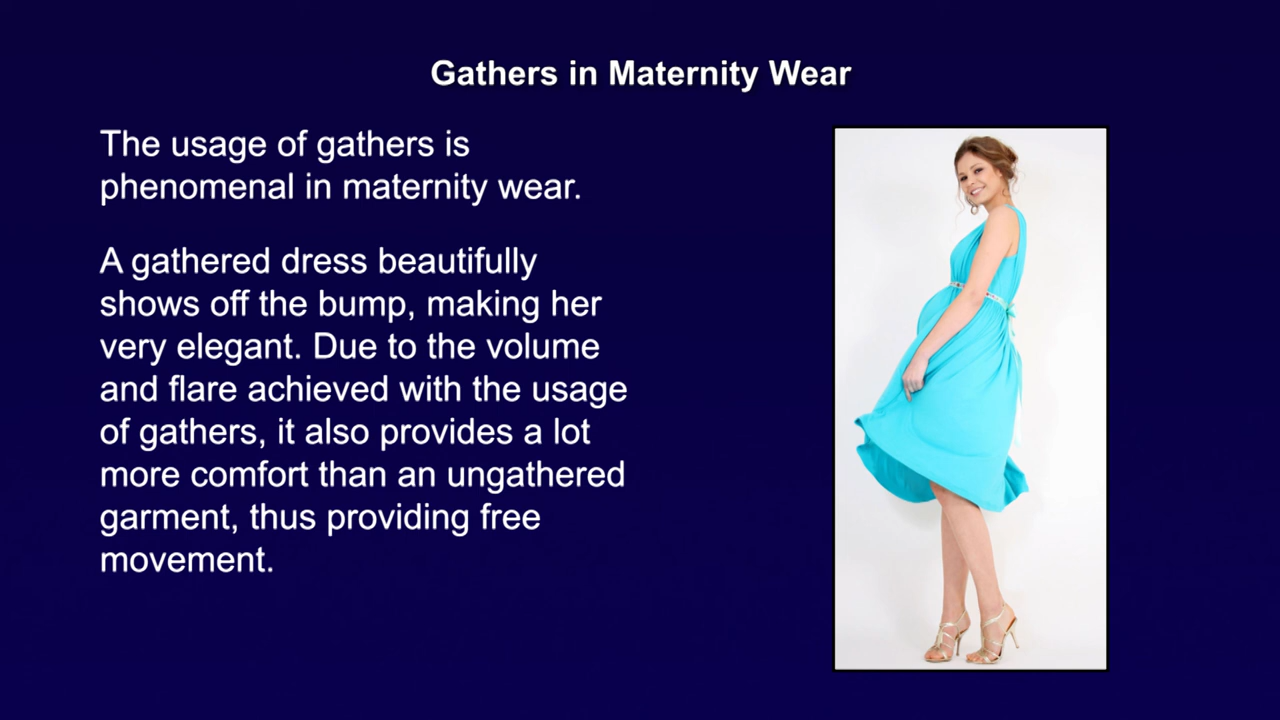 Gathers in Maternity Wear
The usage of gathers is
phenomenal in maternity wear.
A gathered dress beautifully
shows off the bump, making her
very elegant. Due to the volume
and flare achieved with the usage
of gathers, it also provides a lot
more comfort than an ungathered
garment, thus providing free
movement.